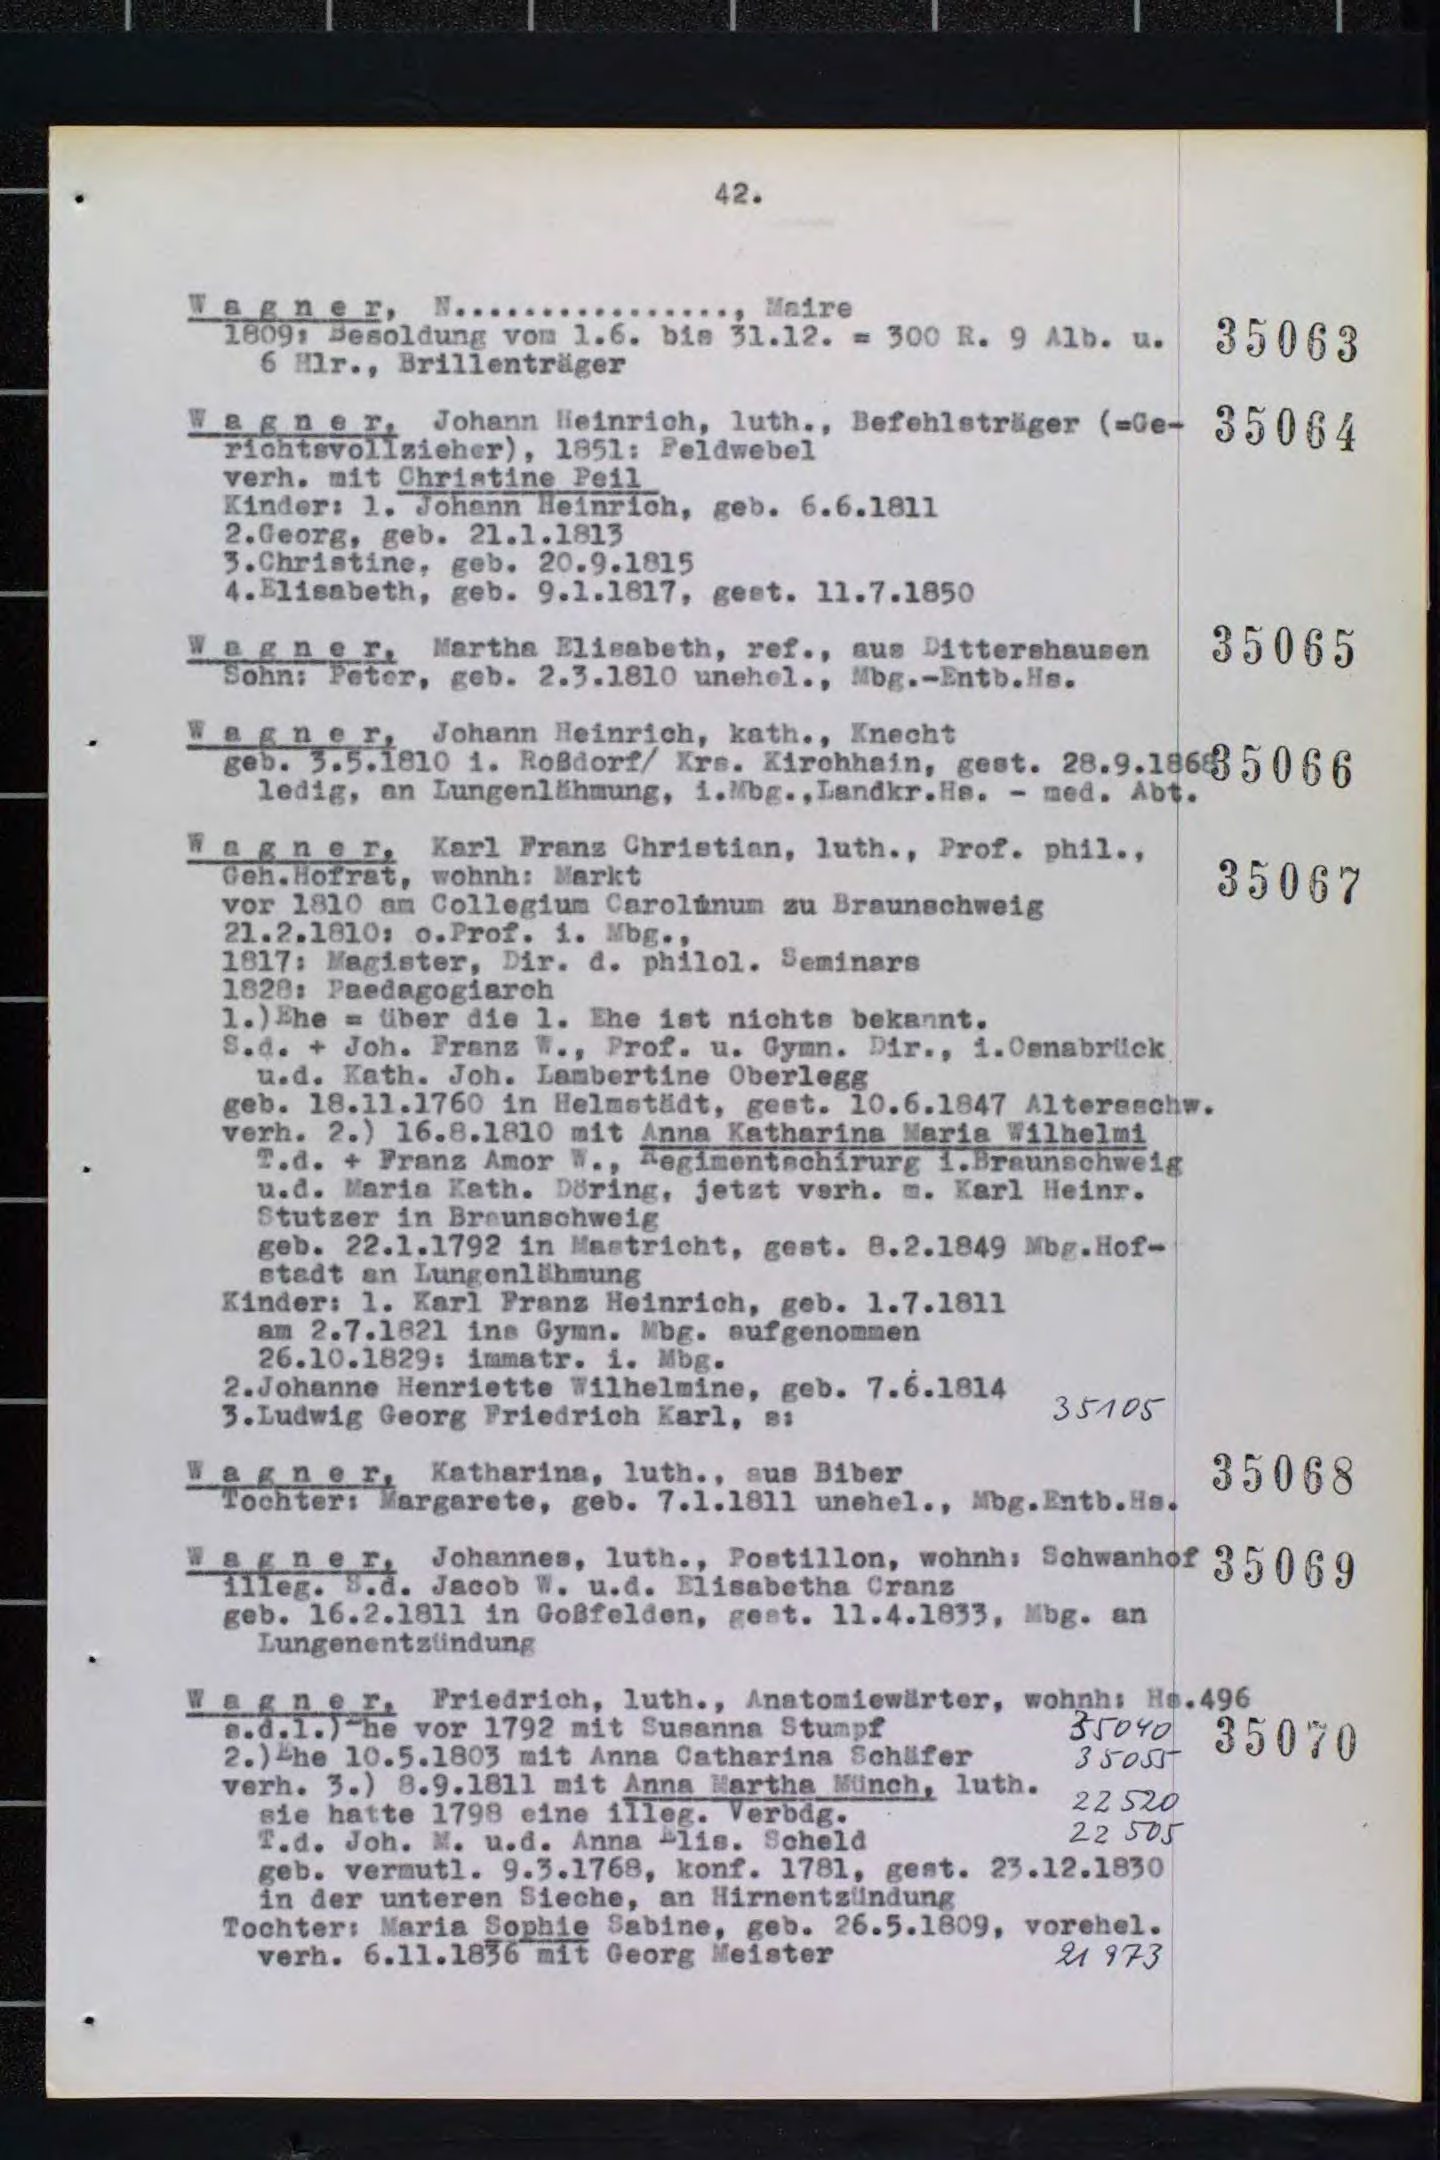 42.
W a g n e r, N................., Maire
1809: Besoldung vom 1.6. bis 31.12. = 300 R. 9 Alb. u. 35063
6 Hlr., Brillenträger
W a g n e r, Johann Heinrich, luth., Befehlsträger (=Ge- 35064
richtsvollzieher), 1851: Feldwebel
verh. mit Christine Peil
Kinder: 1. Johann Heinrich, geb. 6.6.1811
2.Georg, geb. 21.1.1813
3.Christine, geb. 20.9.1815
4.Elisabeth, geb. 9.1.1817, gest. 11.7.1850
W a g n e r, Martha Elisabeth, ref., aus Dittershausen 35065
Sohn: Peter, geb. 2.3.1810 unehel., Mbg.-Entb.Hs.
W a g n e r, Johann Heinrich, kath., Knecht
geb. 3.5.1810 i. Roßdorf/ Krs. Kirchhain, gest. 28.9.1868 35066
ledig, an Lungenlähmung, i.Mbg.,Landkr.Hs. - med. Abt.
W a g n e r, Karl Franz Christian, luth., Prof. phil.,
Geh.Hofrat, wohnh: Markt 35067
vor 1810 am Collegium Carolinum zu Braunschweig
21.2.1810: o.Prof. i. Mbg.,
1817: Magister, Dir. d. philol. Seminars
1828: Paedagogiarch
1.)Ehe = über die 1. Ehe ist nichts bekannt.
S.d. + Joh. Franz W., Prof. u. Gymn. Dir., i.Osnabrück
u.d. Kath. Joh. Lambertine Oberlegg
geb. 18.11.1760 in Helmstädt, gest. 10.6.1847 Altersschw.
verh. 2.) 16.8.1810 mit Anna Katharina Maria Wilhelmi
T.d. + Franz Amor W., Regimentschirurg i.Braunschweig
u.d. Maria Kath. Döring, jetzt verh. m. Karl Heinr.
Stutzer in Braunschweig
geb. 22.1.1792 in Mastricht, gest. 8.2.1849 Mbg.Hof-
stadt an Lungenlähmung
Kinder: 1. Karl Franz Heinrich, geb. 1.7.1811
am 2.7.1821 ins Gymn. Mbg. aufgenommen
26.10.1829: immatr. i. Mbg.
2.Johanne Henriette Wilhelmine, geb. 7.6.1814
3.Ludwig Georg Friedrich Karl, s: 35105
W a g n e r, Katharina, luth., aus Biber 35068
Tochter: Margarete, geb. 7.1.1811 unehel., Mbg.Entb.Hs.
W a g n e r, Johannes, luth., Postillon, wohnh: Schwanhof 35069
illeg. S.d. Jacob W. u.d. Elisabetha Cranz
geb. 16.2.1811 in Goßfelden, gest. 11.4.1833, Mbg. an
Lungenentzündung
W a g n e r, Friedrich, luth., Anatomiewärter, wohnh: Hs.496
s.d.1.)Ehe vor 1792 mit Susanna Stumpf 35040 35070
2.)Ehe 10.5.1803 mit Anna Catharina Schäfer 35055
verh. 3.) 8.9.1811 mit Anna Martha Münch, luth.
sie hatte 1798 eine illeg. Verbdg. 22520
T.d. Joh. M. u.d. Anna Elis. Scheld 22505
geb. vermutl. 9.3.1768, konf. 1781, gest. 23.12.1830
in der unteren Sieche, an Hirnentzündung
Tochter: Maria Sophie Sabine, geb. 26.5.1809, vorehel.
verh. 6.11.1836 mit Georg Meister 21973